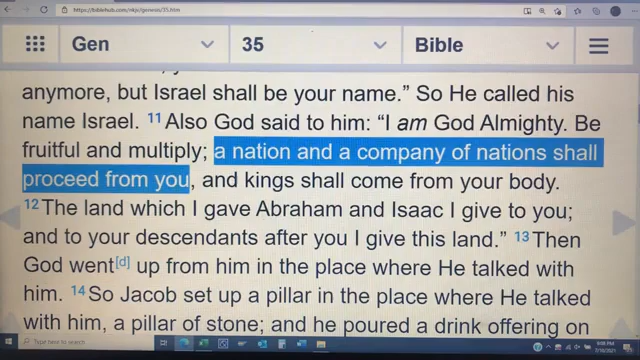 https://biblehub.com/nkjv/genesis/35.htm
Gen 35 Bible
anymore, but Israel shall be your name.” So He called his
name Israel. 11 Also God said to him: “I am God Almighty. Be
fruitful and multiply; a nation and a company of nations shall
proceed from you, and kings shall come from your body.
12 The land which I gave Abraham and Isaac I give to you;
and to your descendants after you I give this land.” 13 Then
God went[d] up from him in the place where He talked with
him. 14 So Jacob set up a pillar in the place where He talked
with him, a pillar of stone; and he poured a drink offering on
Type here to search